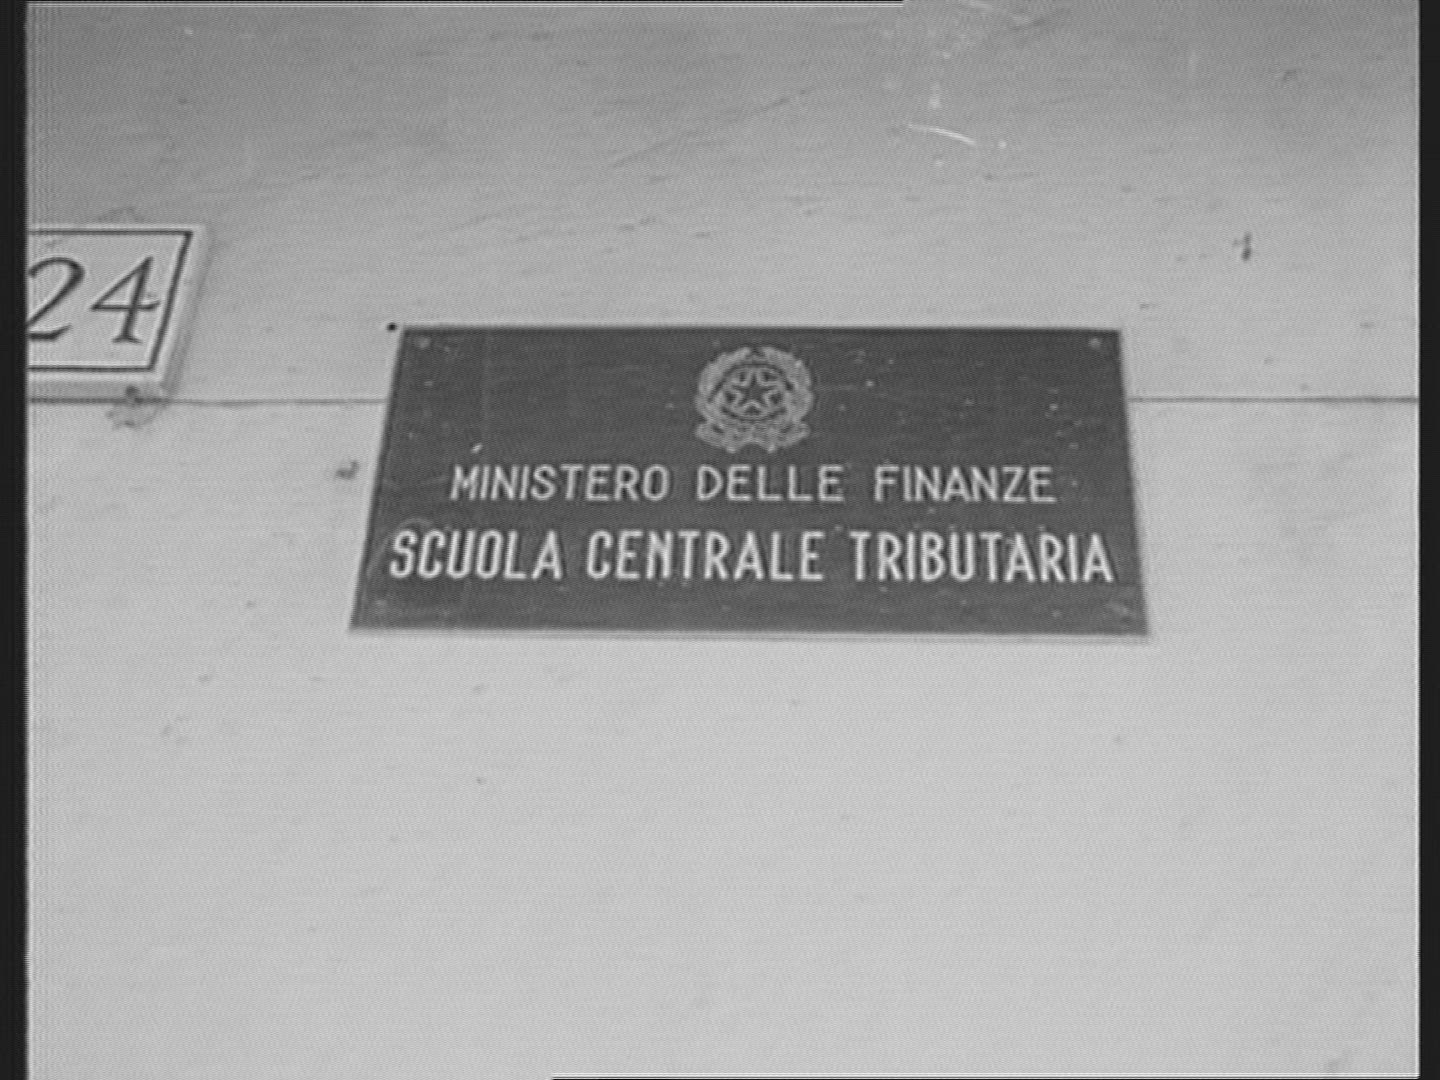 24
MINISTERO DELLE FINANZE
SCUOLA CENTRALE TRIBUTARIA